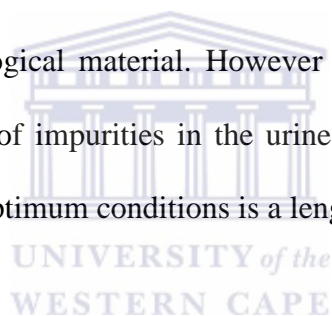 ogical material. However
of impurities in the urine
ptimum conditions is a leng
UNIVERSITY of the
WESTERN CAPE